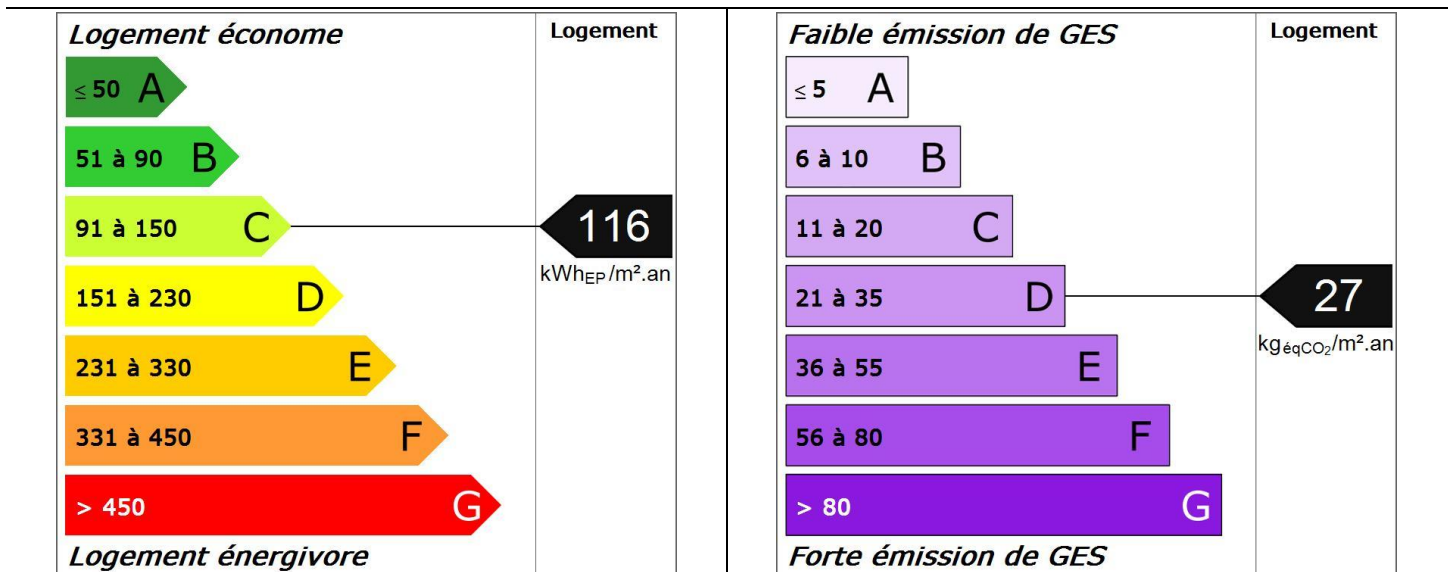 Logement économe
Logement
≤ 50 A
51 à 90 B
91 à 150 C
116
kWhEP/m².an
151 à 230 D
231 à 330 E
331 à 450 F
> 450 G
Logement énergivore
Faible émission de GES
Logement
≤ 5 A
6 à 10 B
11 à 20 C
21 à 35 D
27
kgéqCO2/m².an
36 à 55 E
56 à 80 F
> 80 G
Forte émission de GES